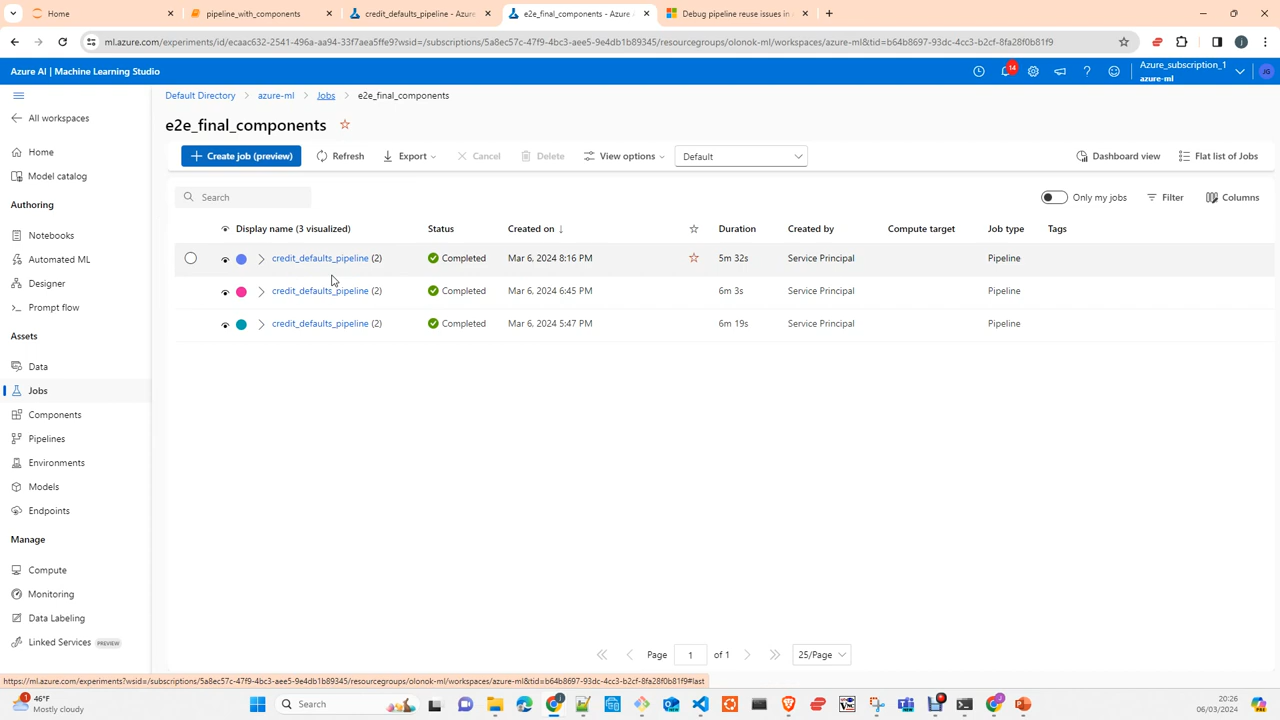 Home
pipeline_with_components
credit_defaults_pipeline - Azure
e2e_final_components - Azure
Debug pipeline reuse issues in
ml.azure.com/experiments/id/ecaac632-2541-496a-aa94-33f7aea5ffe9?wsid=/subscriptions/5a8ec57c-47f9-4bc3-aee5-9e4db1b89345/resourcegroups/olonok-ml/workspaces/azure-ml&tid=b64b8697-93dc-4cc3-b2cf-8fa28f0b81f9
Azure AI | Machine Learning Studio
14
Azure_subscription_1
azure-ml
JG
All workspaces
Home
Model catalog
Authoring
Notebooks
Automated ML
Designer
Prompt flow
Assets
Data
Jobs
Components
Pipelines
Environments
Models
Endpoints
Manage
Compute
Monitoring
Data Labeling
Linked Services PREVIEW
Default Directory > azure-ml > Jobs > e2e_final_components
e2e_final_components
Create job (preview) Refresh Export Cancel Delete View options Default Dashboard view Flat list of Jobs
Search Only my jobs Filter Columns
Display name (3 visualized) Status Created on ↓ Duration Created by Compute target Job type Tags
credit_defaults_pipeline (2) Completed Mar 6, 2024 8:16 PM 5m 32s Service Principal Pipeline
credit_defaults_pipeline (2) Completed Mar 6, 2024 6:45 PM 6m 3s Service Principal Pipeline
credit_defaults_pipeline (2) Completed Mar 6, 2024 5:47 PM 6m 19s Service Principal Pipeline
Page 1 of 1 25/Page
https://ml.azure.com/experiments?wsid=/subscriptions/5a8ec57c-47f9-4bc3-aee5-9e4db1b89345/resourcegroups/olonok-ml/workspaces/azure-ml&tid=b64b8697-93dc-4cc3-b2cf-8fa28f0b81f9#last
46°F
Mostly cloudy
Search
20:26
06/03/2024